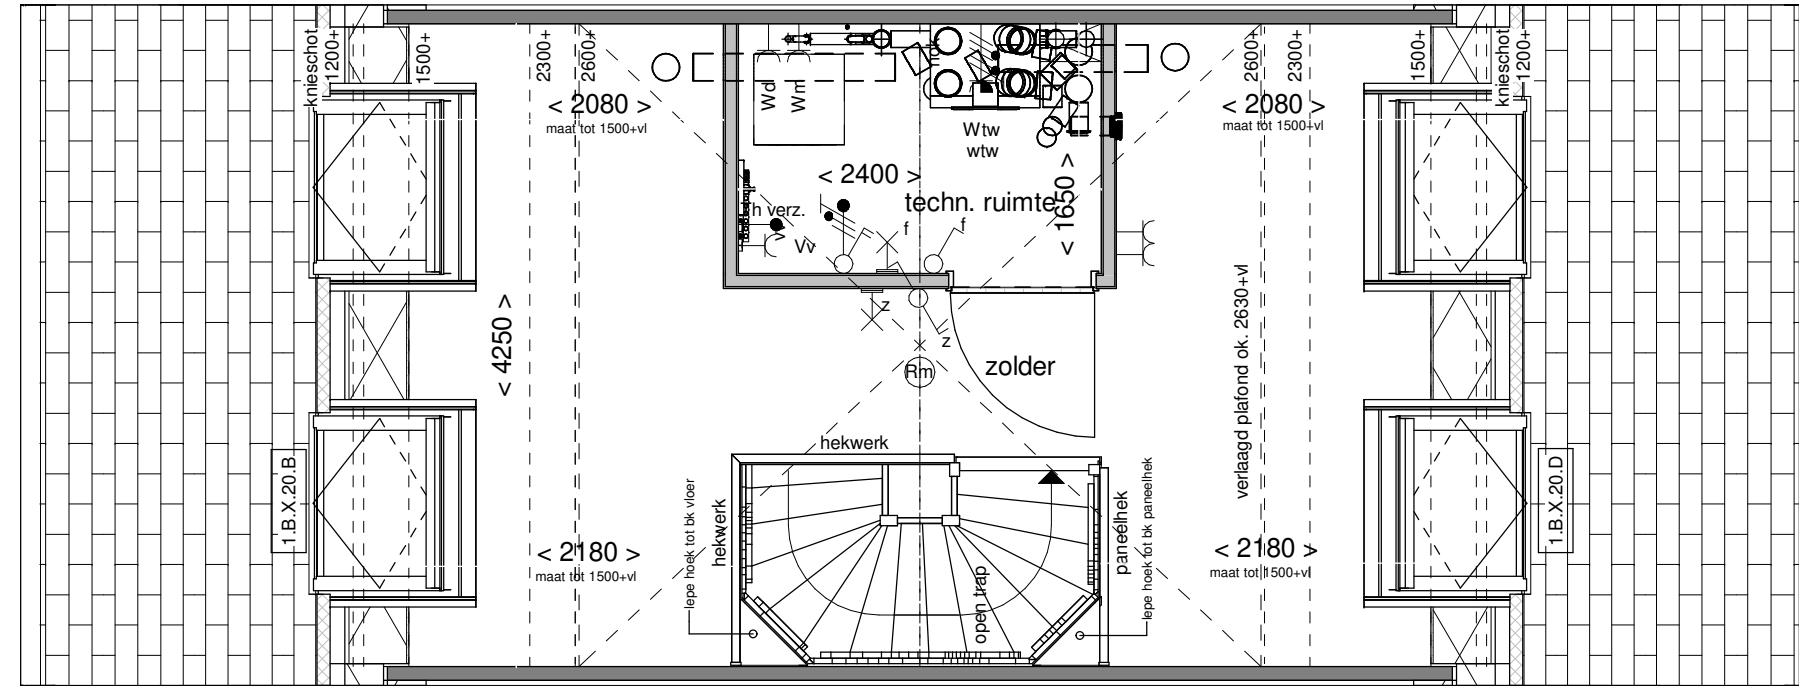 knieschot
1200+
1500+
2300+
2600+
2600+
2300+
1500+
knieschot
1200+
< 2080 >
maat tot 1500+vl
Wd
Wm
Wtw
wtw
< 2080 >
maat tot 1500+vl
< 2400 >
techn. ruimte
< 1650 >
h verz.
Vv
f
f
z
z
Rm
zolder
< 4250 >
verlaagd plafond ok. 2630+vl
hekwerk
hekwerk
lepe hoek tot bk vloer
open trap
paneelhek
lepe hoek tot bk paneelhek
< 2180 >
maat tot 1500+vl
< 2180 >
maat tot 1500+vl
1.B.X.20.B
1.B.X.20.D